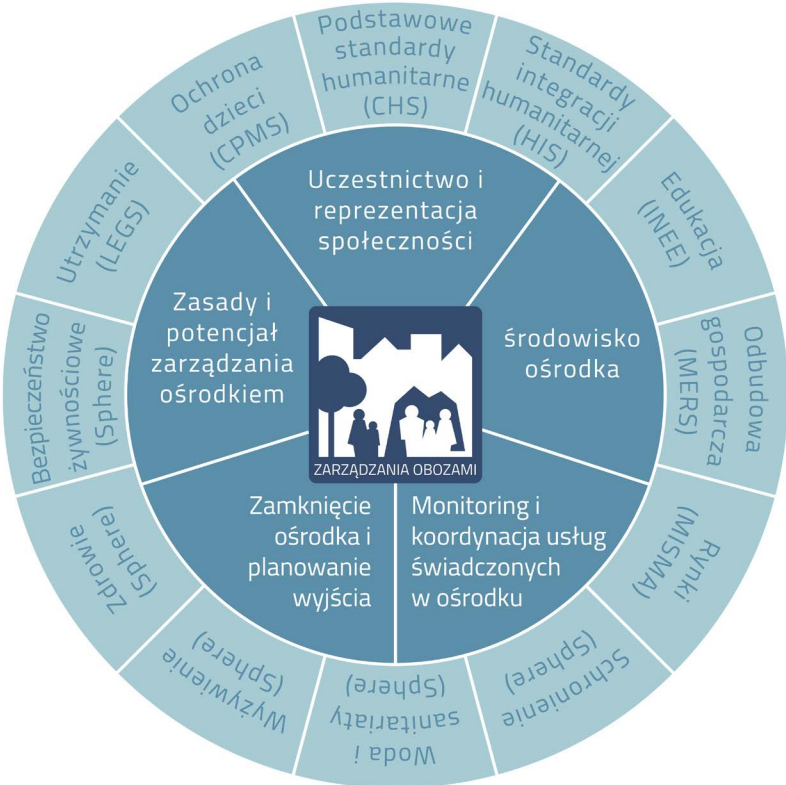 Podstawowe
standardy
humanitarne
(CHS)
Standardy
integracji
humanitarnej
(HIS)
Edukacja
(INEE)
Odbudowa
gospodarcza
(MERS)
Rynki
(MISMA)
Schronienie
(Sphere)
Woda i
sanitariaty
(Sphere)
Wyżywienie
(Sphere)
Zdrowie
(Sphere)
Bezpieczeństwo
żywnościowe
(Sphere)
Utrzymanie
(LEGS)
Ochrona
dzieci
(CPMS)
Uczestnictwo i
reprezentacja
społeczności
środowisko
ośrodka
Monitoring i
koordynacja usług
świadczonych
w ośrodku
Zamknięcie
ośrodka i
planowanie
wyjścia
Zasady i
potencjał
zarządzania
ośrodkiem
ZARZĄDZANIA OBOZAMI